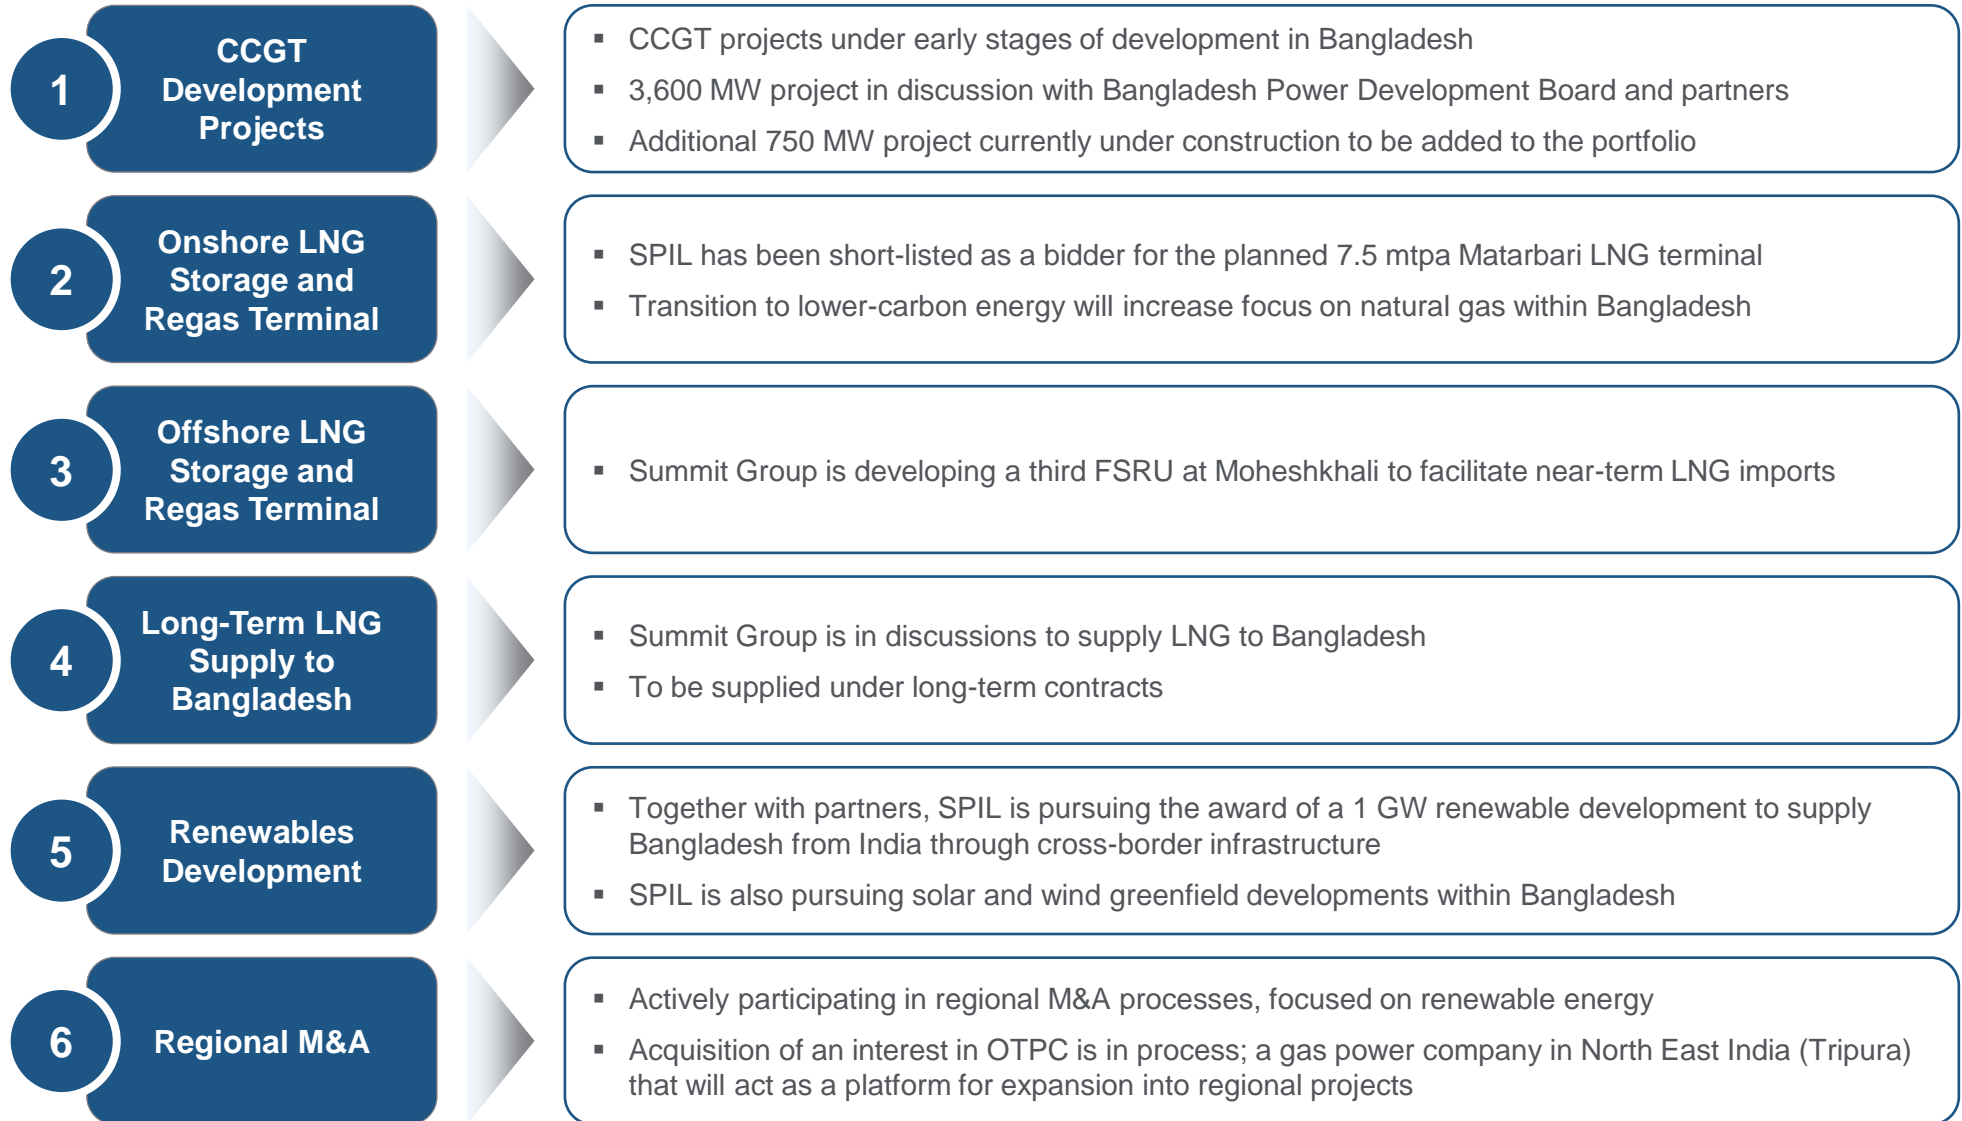 1
CCGT
Development
Projects
▪ CCGT projects under early stages of development in Bangladesh
▪ 3,600 MW project in discussion with Bangladesh Power Development Board and partners
▪ Additional 750 MW project currently under construction to be added to the portfolio
2
Onshore LNG
Storage and
Regas Terminal
▪ SPIL has been short-listed as a bidder for the planned 7.5 mtpa Matarbari LNG terminal
▪ Transition to lower-carbon energy will increase focus on natural gas within Bangladesh
3
Offshore LNG
Storage and
Regas Terminal
▪ Summit Group is developing a third FSRU at Moheshkhali to facilitate near-term LNG imports
4
Long-Term LNG
Supply to
Bangladesh
▪ Summit Group is in discussions to supply LNG to Bangladesh
▪ To be supplied under long-term contracts
5
Renewables
Development
▪ Together with partners, SPIL is pursuing the award of a 1 GW renewable development to supply
Bangladesh from India through cross-border infrastructure
▪ SPIL is also pursuing solar and wind greenfield developments within Bangladesh
6
Regional M&A
▪ Actively participating in regional M&A processes, focused on renewable energy
▪ Acquisition of an interest in OTPC is in process; a gas power company in North East India (Tripura)
that will act as a platform for expansion into regional projects